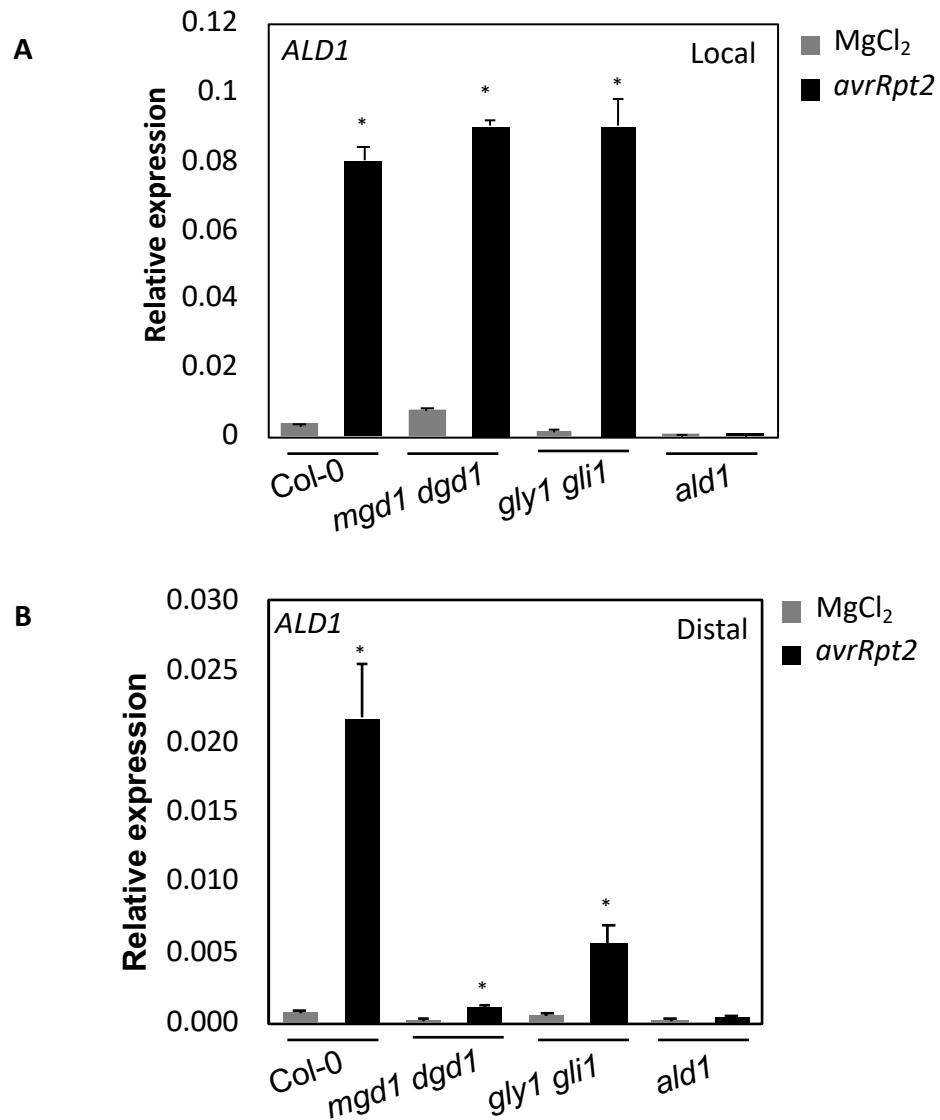 A
ALD1
Local
MgCl₂
avrRpt2
Relative expression
0.12
0.1
0.08
0.06
0.04
0.02
0
*
*
*
Col-0
mgd1 dgd1
gly1 gli1
ald1
B
ALD1
Distal
MgCl₂
avrRpt2
Relative expression
0.030
0.025
0.020
0.015
0.010
0.005
0.000
*
*
*
Col-0
mgd1 dgd1
gly1 gli1
ald1